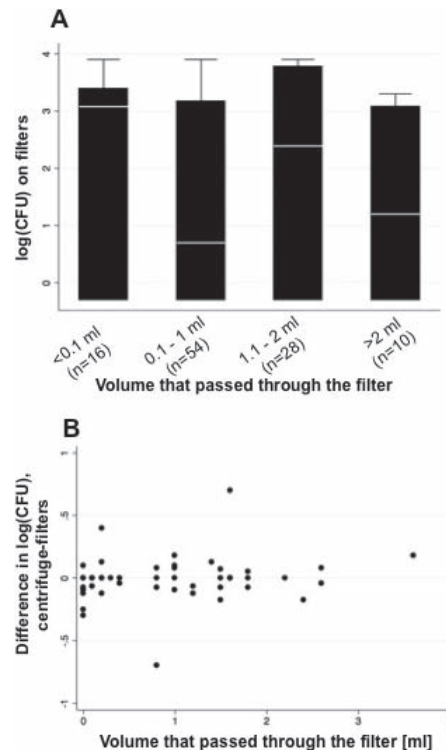 A
log(CFU) on filters
4
3
2
1
0
<0.1 ml
(n=16)
0.1 - 1 ml
(n=54)
1.1 - 2 ml
(n=28)
>2 ml
(n=10)
Volume that passed through the filter
B
Difference in log(CFU),
centrifuge-filters
1
.5
0
-.5
-1
0
1
2
3
Volume that passed through the filter [ml]